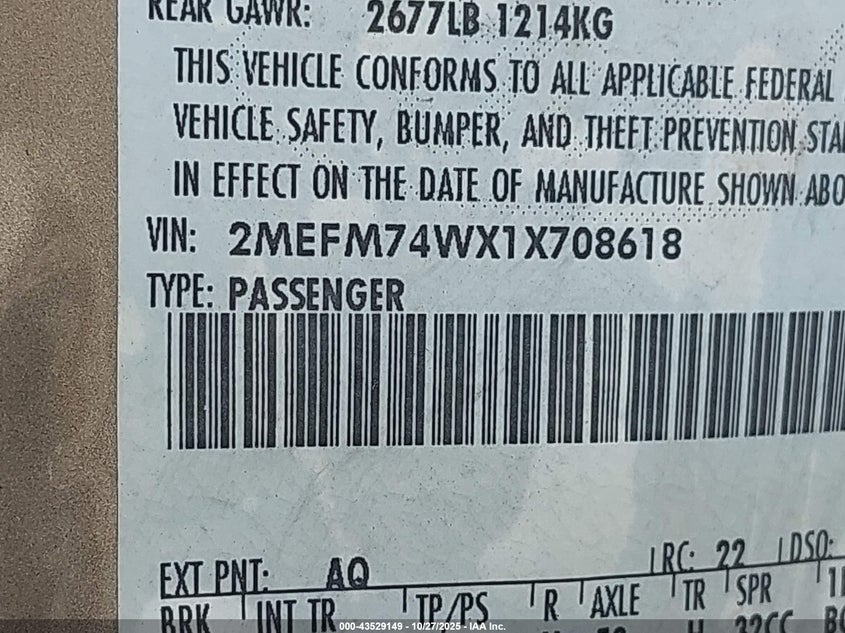 REAR GAWR: 2677LB 1214KG
THIS VEHICLE CONFORMS TO ALL APPLICABLE FEDERAL
VEHICLE SAFETY, BUMPER, AND THEFT PREVENTION STA
IN EFFECT ON THE DATE OF MANUFACTURE SHOWN ABO
VIN: 2MEFM74WX1X708618
TYPE: PASSENGER
EXT PNT: AQ RC: 22 DSO:
BRK INT TR TP/PS R AXLE TR SPR
000-43529149 - 10/27/2025 - IAA Inc.